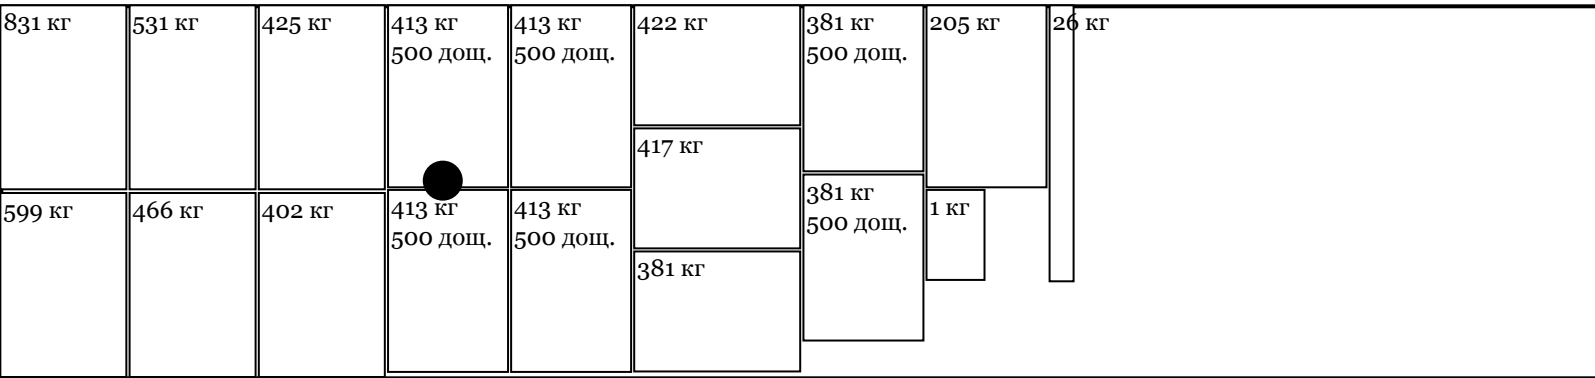 831 кг
531 кг
425 кг
413 кг
500 дощ.
413 кг
500 дощ.
422 кг
381 кг
500 дощ.
205 кг
26 кг
417 кг
599 кг
466 кг
402 кг
413 кг
500 дощ.
413 кг
500 дощ.
381 кг
500 дощ.
1 кг
381 кг